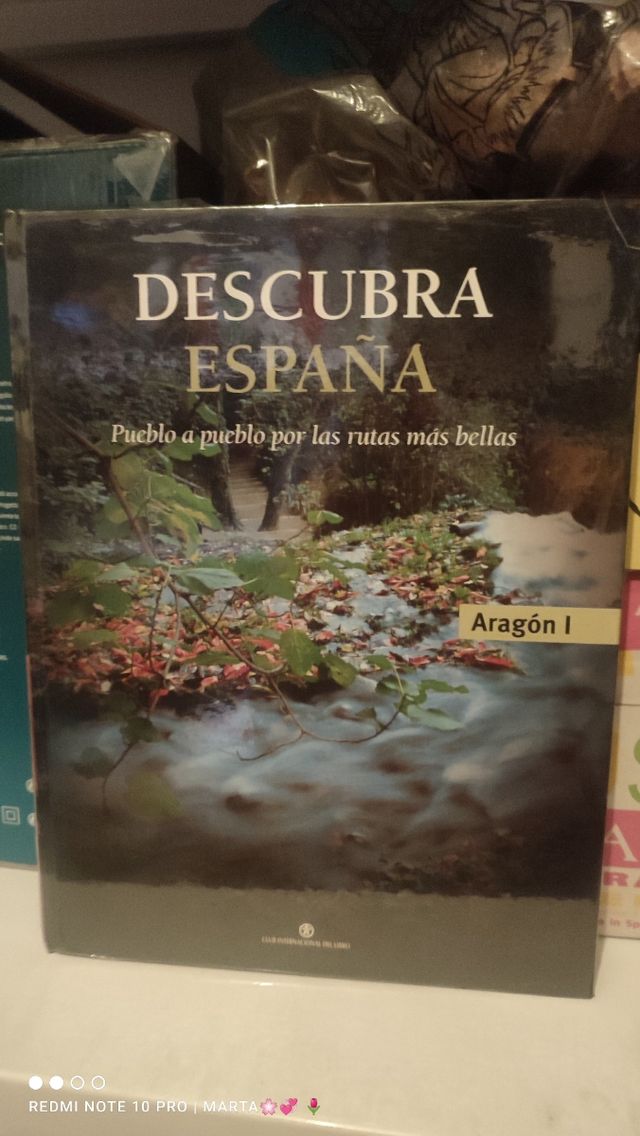 DESCUBRA
ESPAÑA
Pueblo a pueblo por las rutas más bellas
Aragón I
CLUB INTERNACIONAL DEL LIBRO
REDMI NOTE 10 PRO | MARTA🌸💞🌷